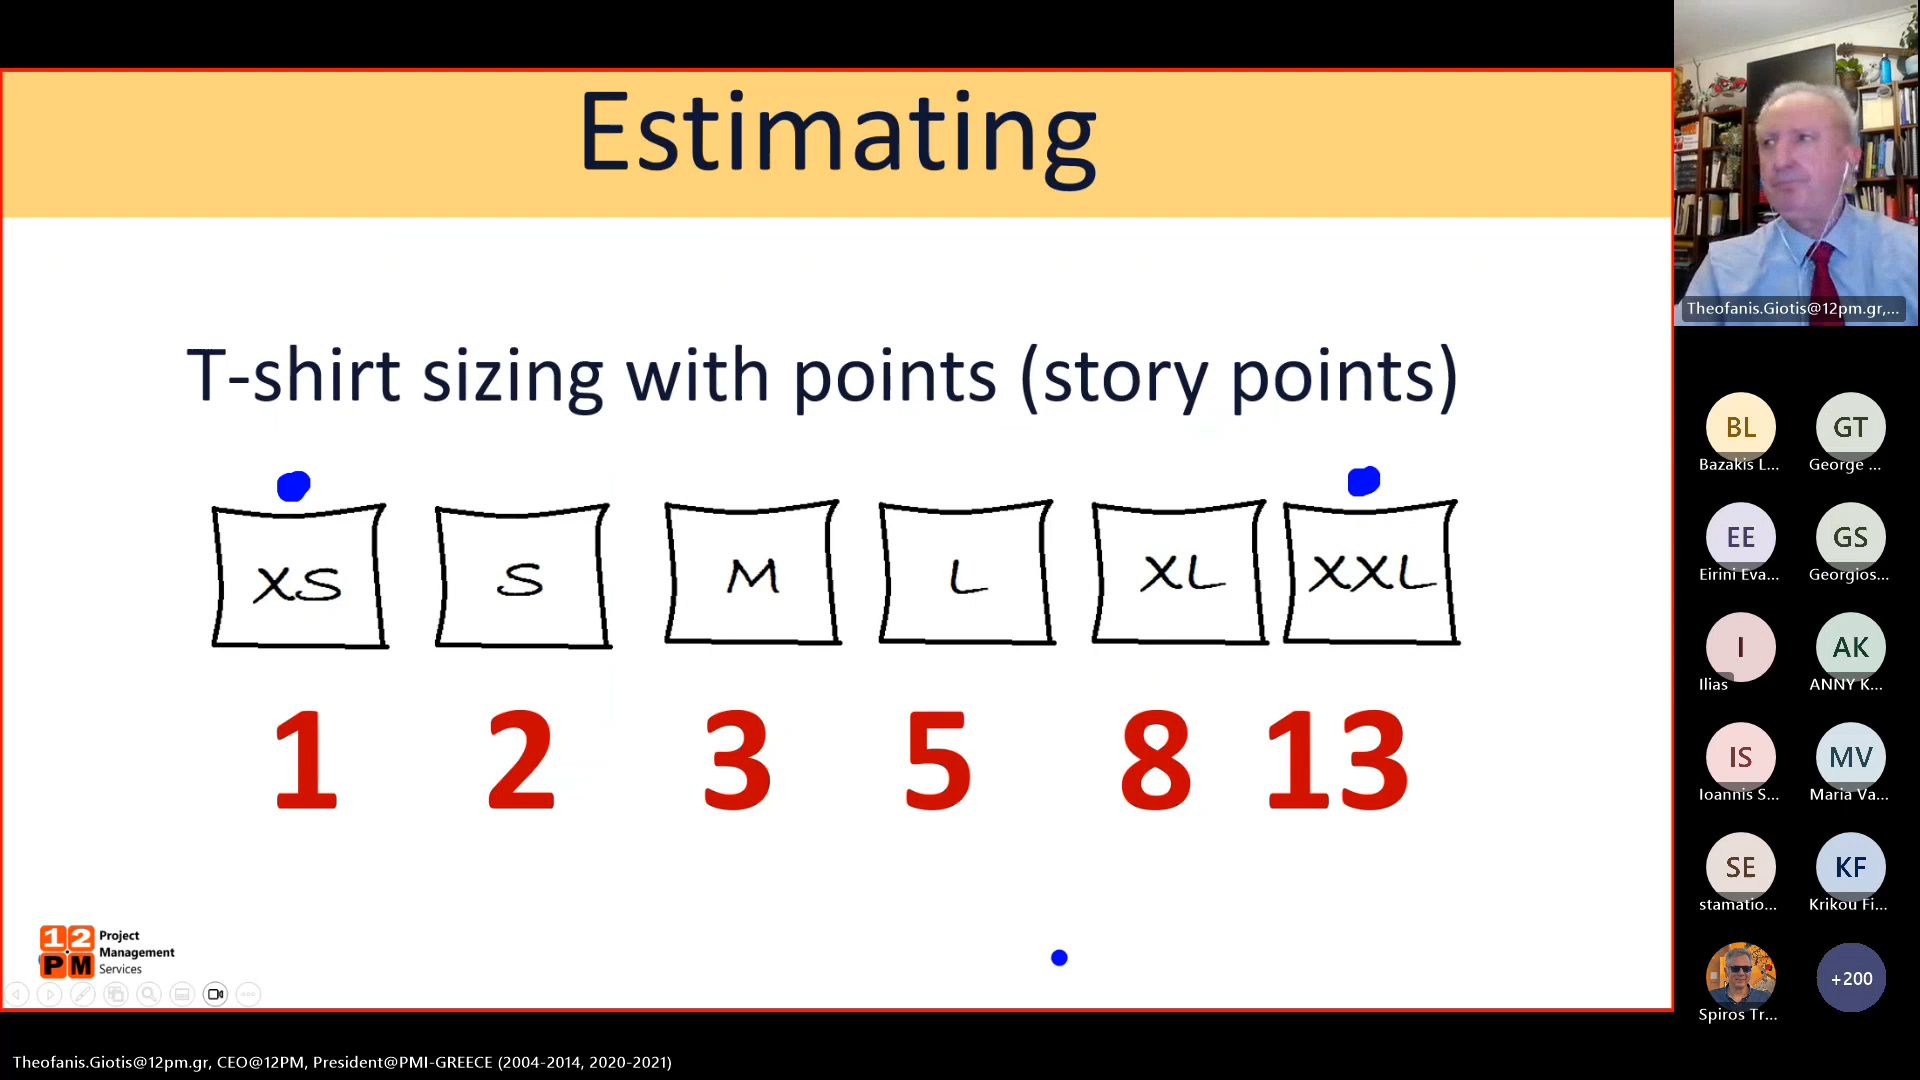 Estimating
T-shirt sizing with points (story points)
XS S M L XL XXL
1 2 3 5 8 13
12 Project
PM Management
Services
Theofanis.Giotis@12pm.gr, CEO@12PM, President@PMI-GREECE (2004-2014, 2020-2021)
Theofanis.Giotis@12pm.gr,...
BL GT
Bazakis L... George ...
EE GS
Eirini Eva... Georgios...
I AK
Ilias ANNY K...
IS MV
Ioannis S... Maria Va...
SE KF
stamatio... Krikou Fi...
+200
Spiros Tr...